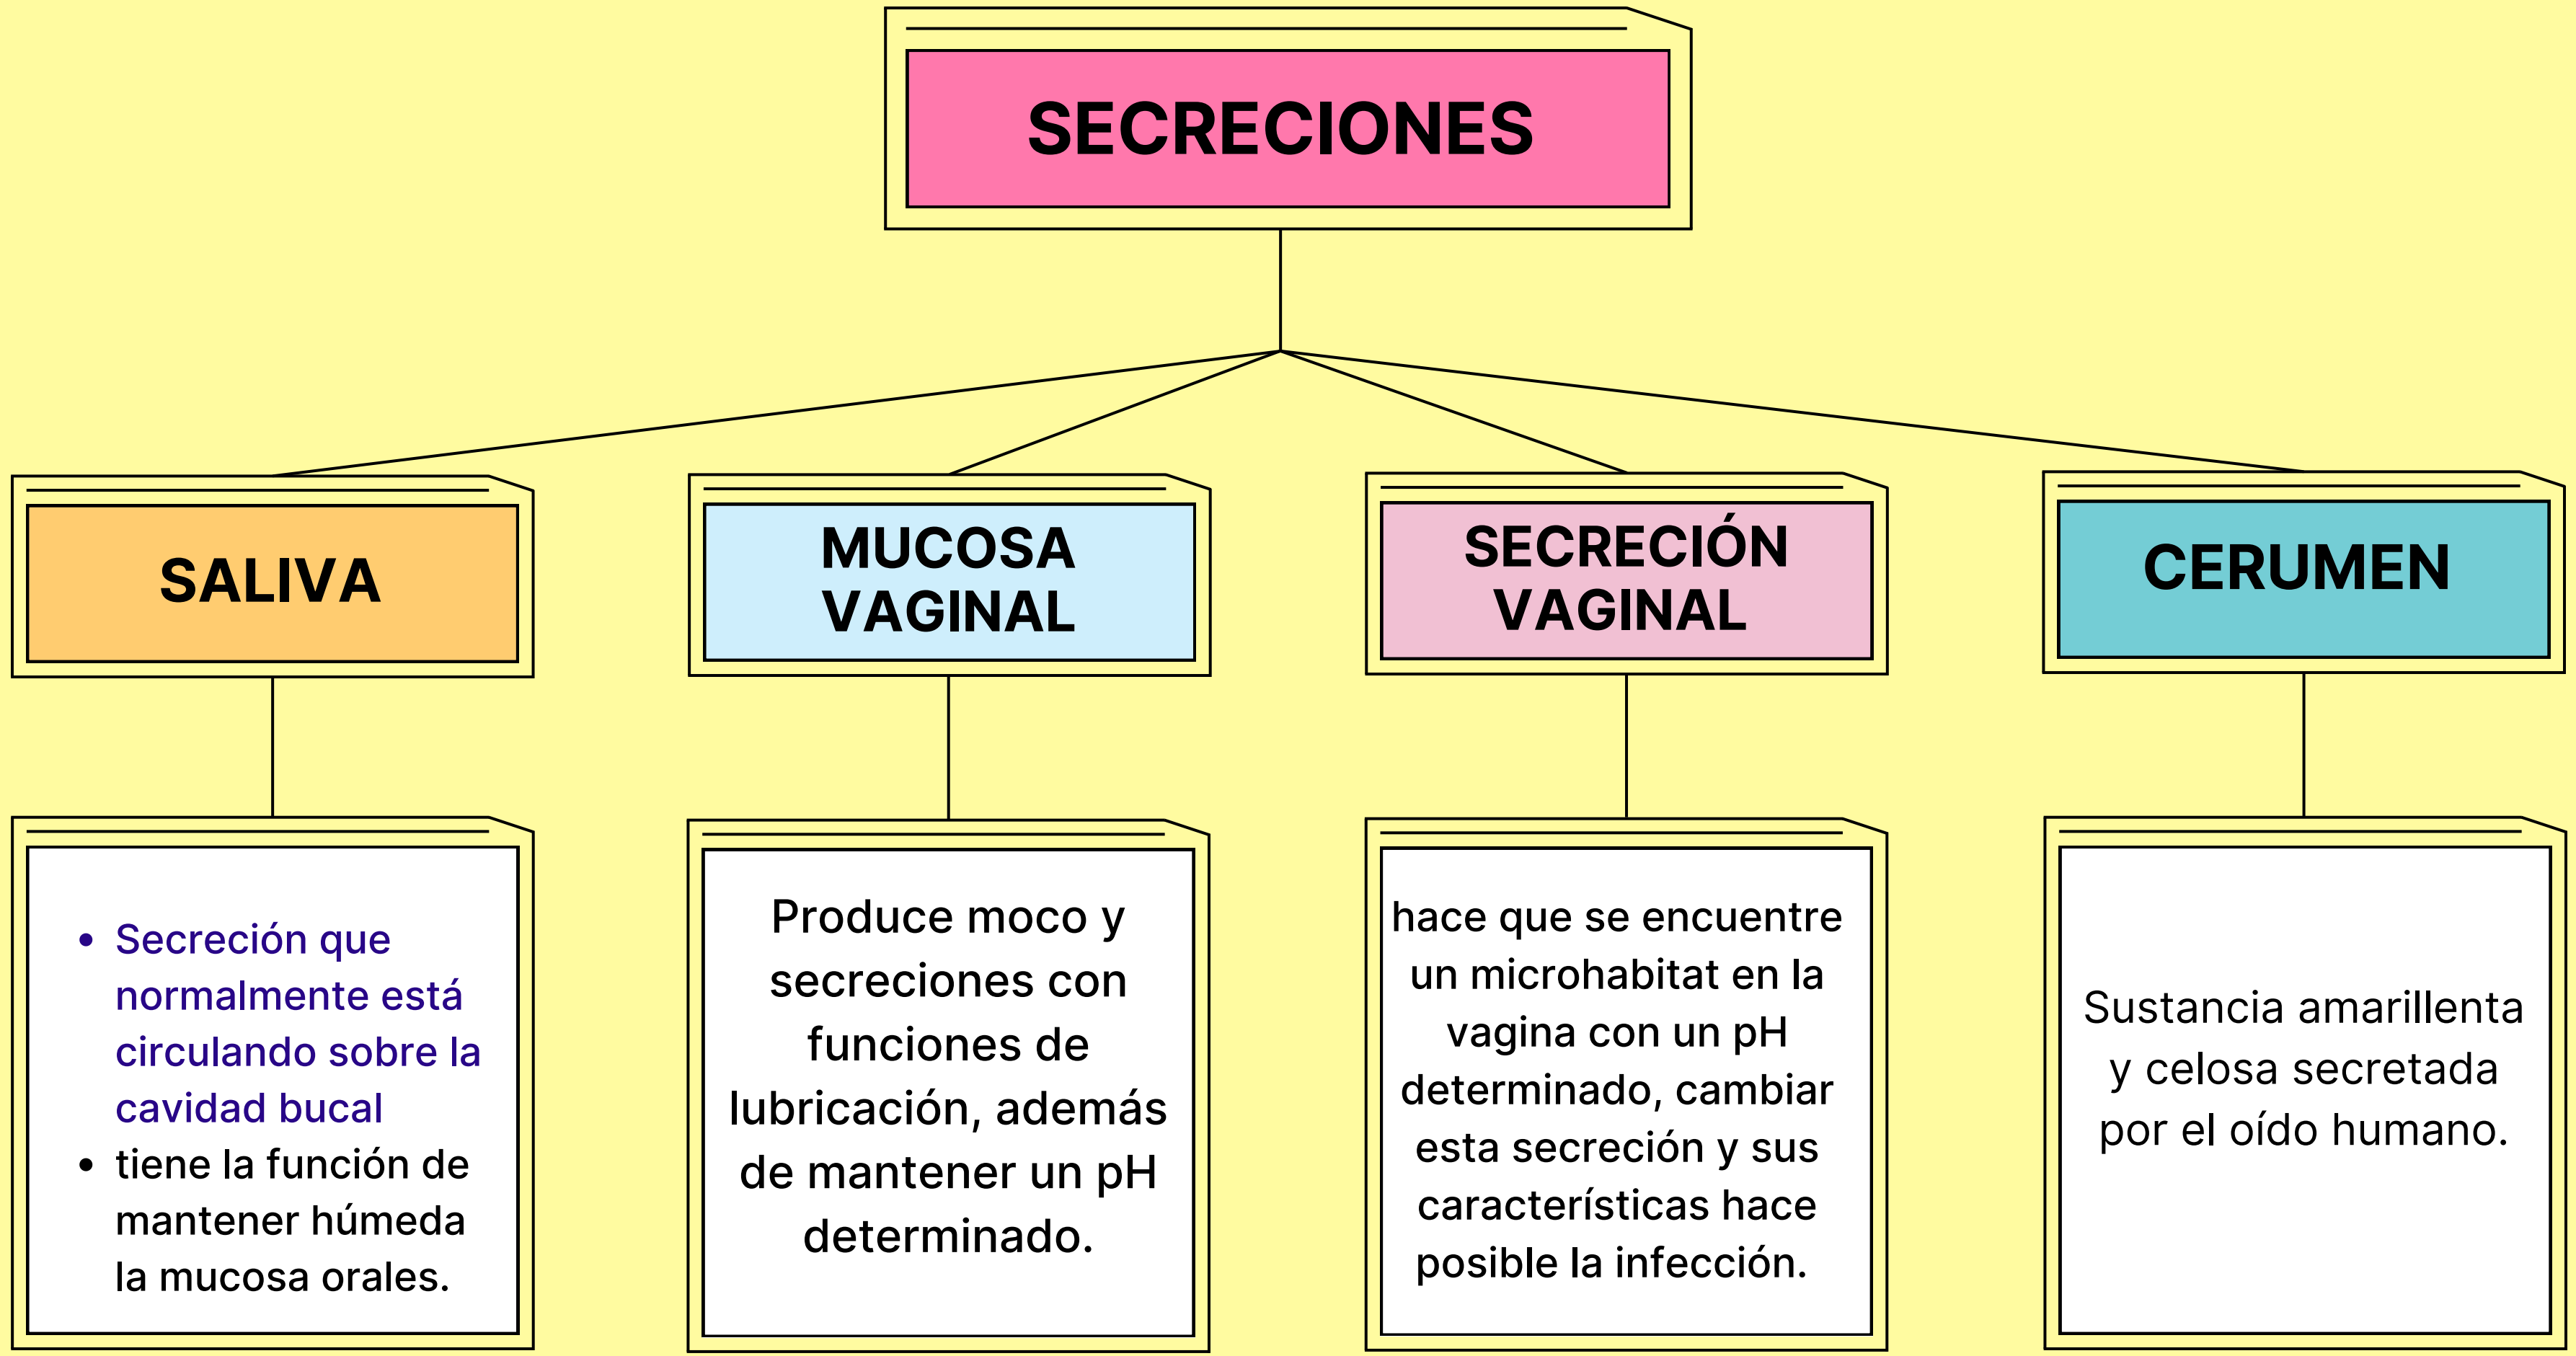 SECRECIONES
SALIVA
MUCOSA
VAGINAL
SECRECIÓN
VAGINAL
CERUMEN
• Secreción que
normalmente está
circulando sobre la
cavidad bucal
• tiene la función de
mantener húmeda
la mucosa orales.
Produce moco y
secreciones con
funciones de
lubricación, además
de mantener un pH
determinado.
hace que se encuentre
un microhabitat en la
vagina con un pH
determinado, cambiar
esta secreción y sus
características hace
posible la infección.
Sustancia amarillenta
y celosa secretada
por el oído humano.